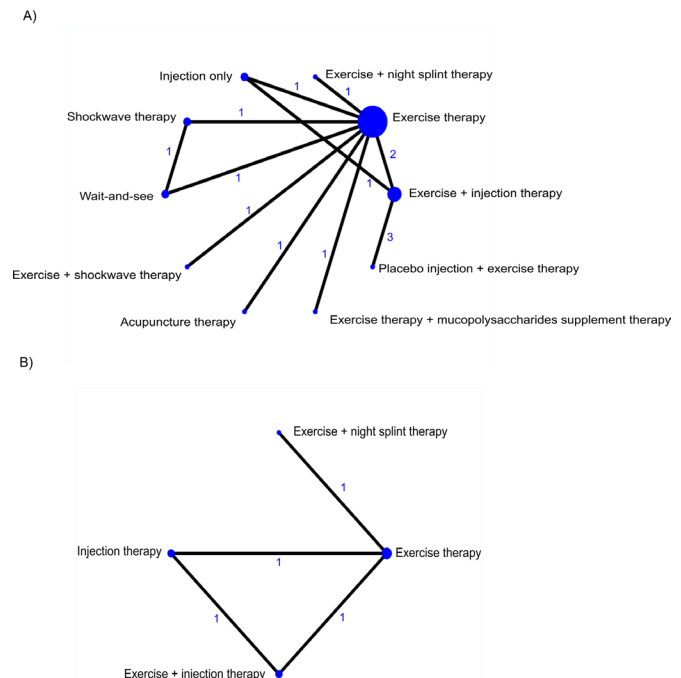 A)
Injection only
Exercise + night splint therapy
1
1
Shockwave therapy
1
Exercise therapy
1
2
Wait-and-see
1
1
Exercise + injection therapy
1
3
1
1
Exercise + shockwave therapy
Placebo injection + exercise therapy
Acupuncture therapy
Exercise therapy + mucopolysaccharides supplement therapy
B)
Exercise + night splint therapy
1
Injection therapy
Exercise therapy
1
1
1
Exercise + injection therapy